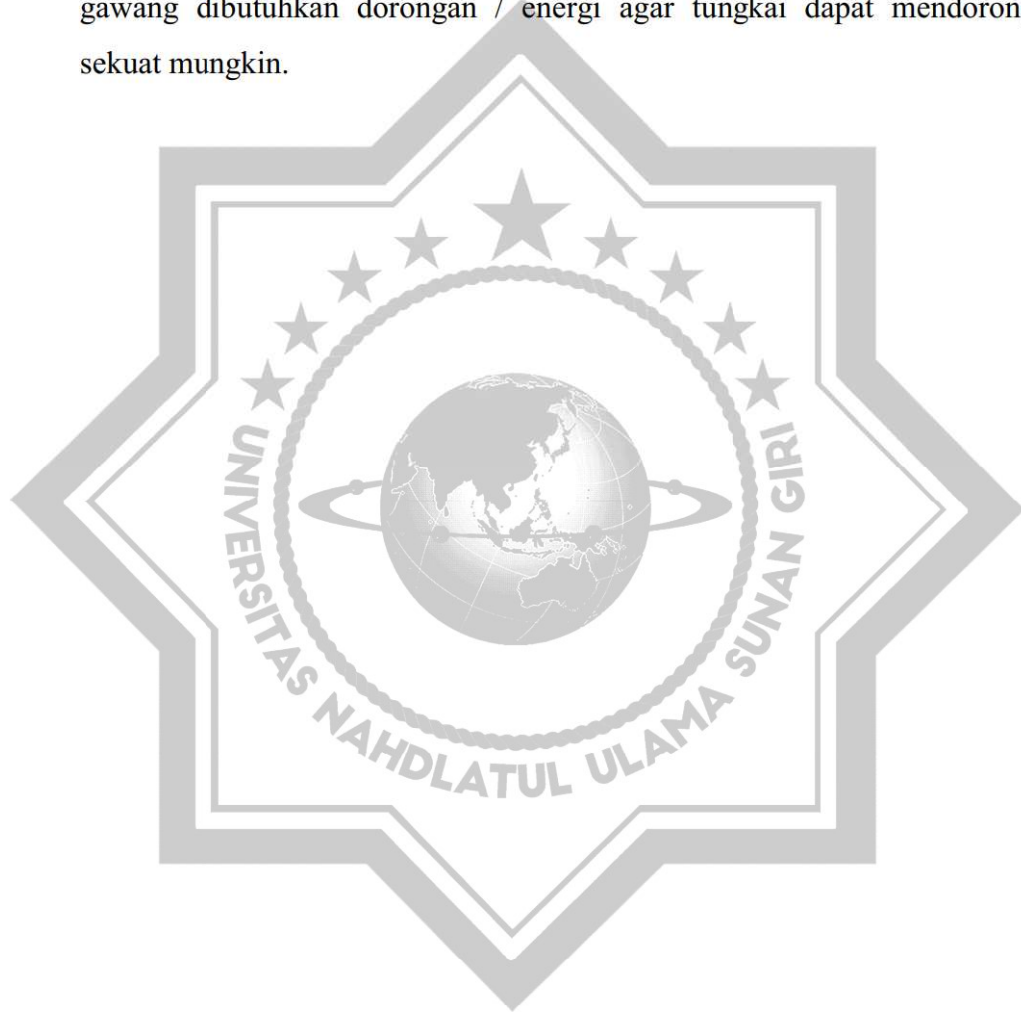 gawang dibutuhkan dorongan / energi agar tungkai dapat mendoron
sekuat mungkin.
UNIVERSITAS NAHDLATUL ULAMA SUNAN GIRI